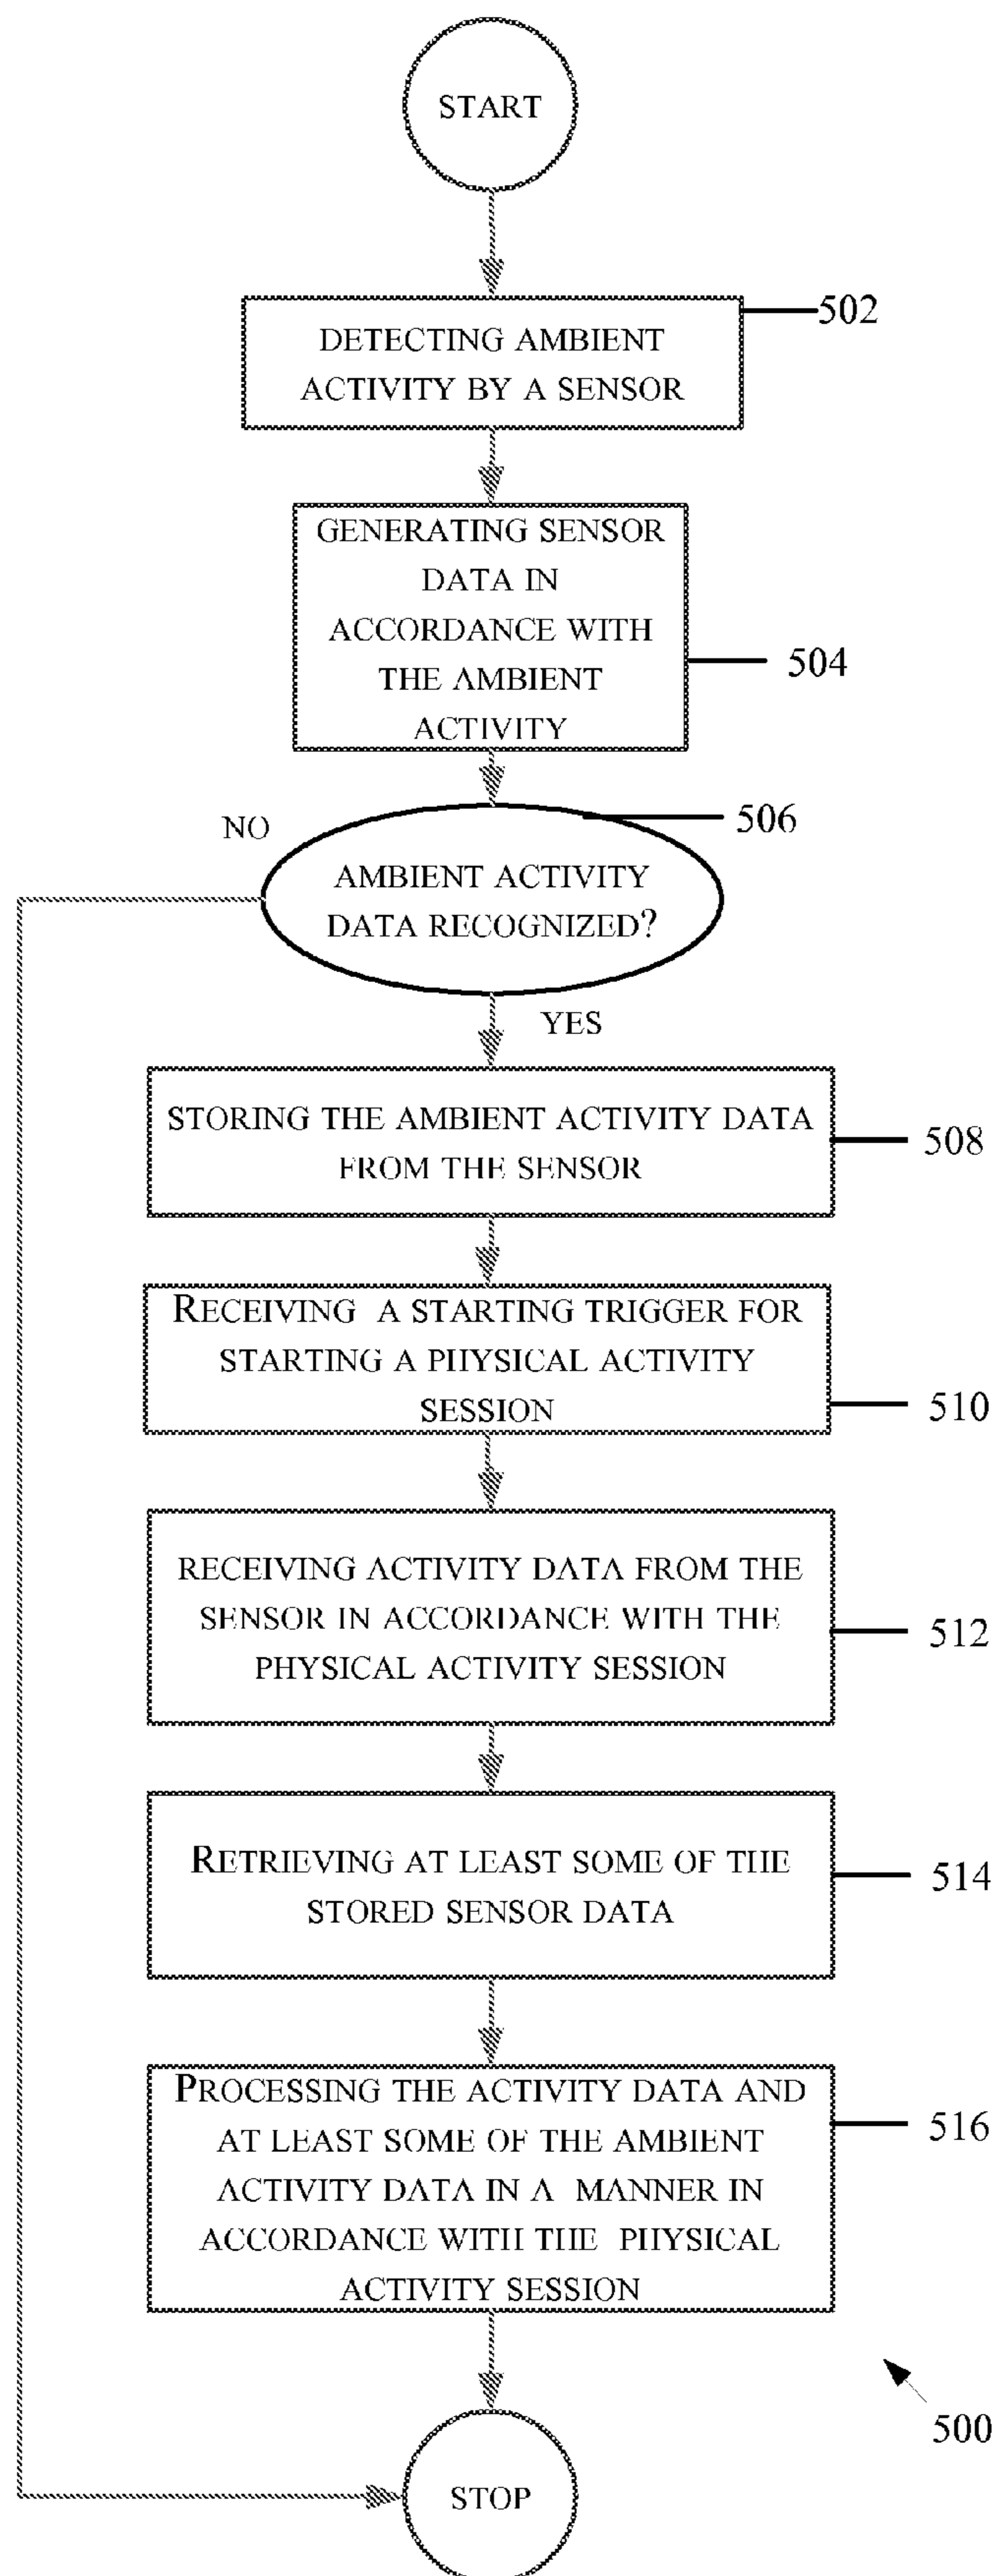 START
502
DETECTING AMBIENT
ACTIVITY BY A SENSOR
GENERATING SENSOR
DATA IN
ACCORDANCE WITH
THE AMBIENT
ACTIVITY
504
NO
506
AMBIENT ACTIVITY
DATA RECOGNIZED?
YES
STORING THE AMBIENT ACTIVITY DATA
FROM THE SENSOR
508
RECEIVING A STARTING TRIGGER FOR
STARTING A PHYSICAL ACTIVITY
SESSION
510
RECEIVING ACTIVITY DATA FROM THE
SENSOR IN ACCORDANCE WITH THE
PHYSICAL ACTIVITY SESSION
512
RETRIEVING AT LEAST SOME OF THE
STORED SENSOR DATA
514
PROCESSING THE ACTIVITY DATA AND
AT LEAST SOME OF THE AMBIENT
ACTIVITY DATA IN A MANNER IN
ACCORDANCE WITH THE PHYSICAL
ACTIVITY SESSION
516
500
STOP